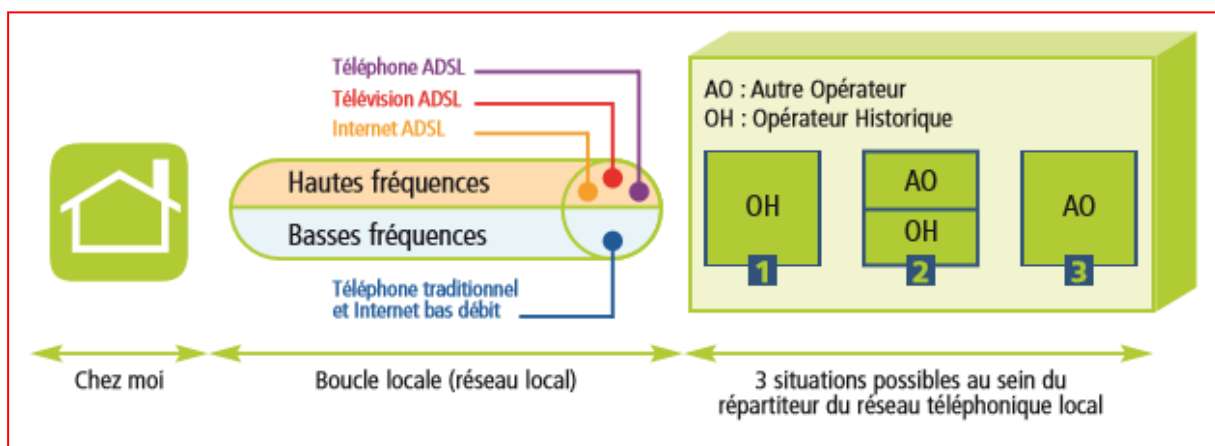 Téléphone ADSL
Télévision ADSL
Internet ADSL
Hautes fréquences
Basses fréquences
Téléphone traditionnel
et Internet bas débit
AO : Autre Opérateur
OH : Opérateur Historique
OH
1
AO
OH
2
AO
3
Chez moi
Boucle locale (réseau local)
3 situations possibles au sein du
répartiteur du réseau téléphonique local